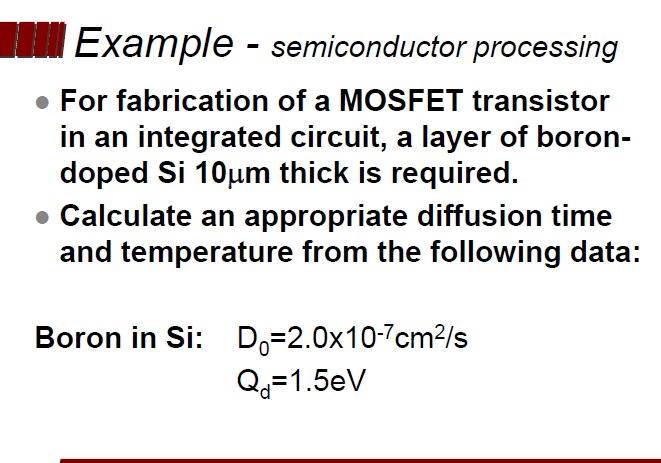 Example - semiconductor processing
For fabrication of a MOSFET transistor
in an integrated circuit, a layer of boron-
doped Si 10μm thick is required.
Calculate an appropriate diffusion time
and temperature from the following data:
Boron in Si: D₀=2.0x10⁻⁷cm²/s
Q_d=1.5eV